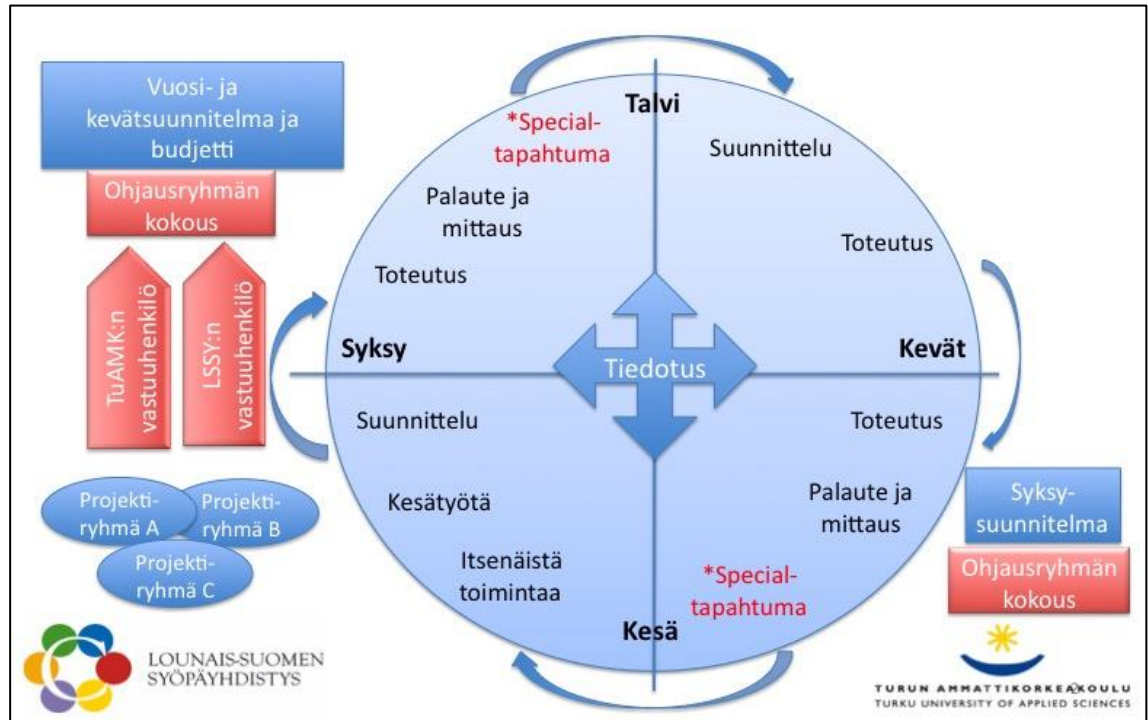 Vuosi- ja
kevätsuunnitelma ja
budjetti
Ohjausryhmän
kokous
TuAMK:n
vastuuhenkilö
LSSY:n
vastuuhenkilö
Projekti-
ryhmä A
Projekti-
ryhmä B
Projekti-
ryhmä C
LOUNAIS-SUOMEN
SYÖPÄYHDISTYS
Talvi
*Special-
tapahtuma
Palaute ja
mittaus
Toteutus
Syksy
Suunnittelu
Toteutus
Kevät
Tiedotus
Suunnittelu
Kesätyötä
Itsenäistä
toimintaa
Toteutus
Palaute ja
mittaus
*Special-
tapahtuma
Kesä
Syksy-
suunnitelma
Ohjausryhmän
kokous
TURUN AMMATTIKORKEAKOULU
TURKU UNIVERSITY OF APPLIED SCIENCES